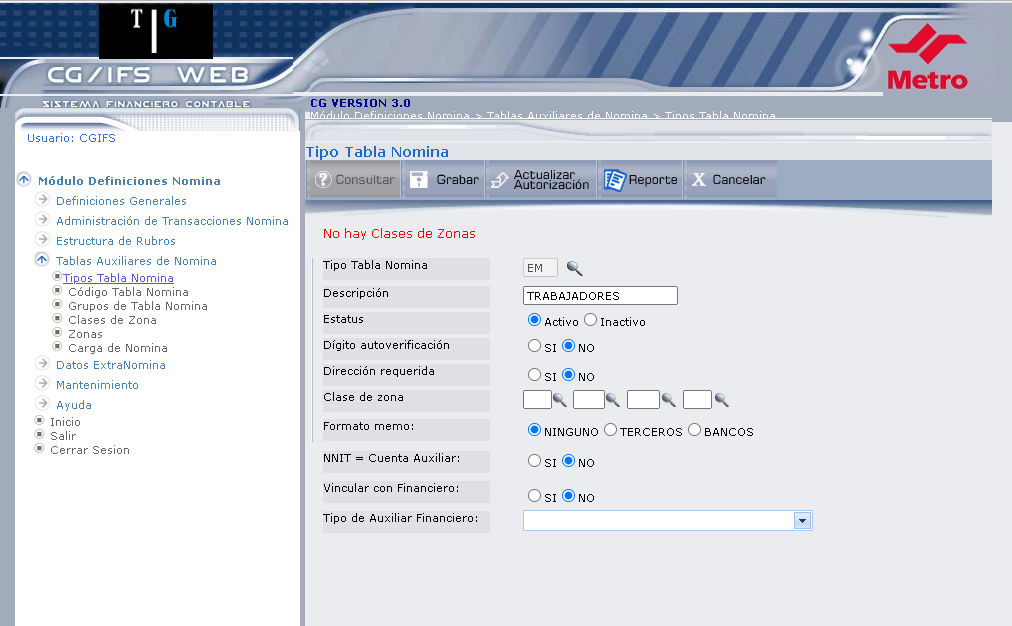 T|G
CG/IFS WEB
SISTEMA FINANCIERO CONTABLE
Metro
CG VERSION 3.0
Módulo Definiciones Nomina > Tablas Auxiliares de Nomina > Tipos Tabla Nomina
Usuario: CGIFS
Módulo Definiciones Nomina
Definiciones Generales
Administración de Transacciones Nomina
Estructura de Rubros
Tablas Auxiliares de Nomina
Tipos Tabla Nomina
Código Tabla Nomina
Grupos de Tabla Nomina
Clases de Zona
Zonas
Carga de Nomina
Datos ExtraNomina
Mantenimiento
Ayuda
Inicio
Salir
Cerrar Sesion
Tipo Tabla Nomina
? Consultar Grabar Actualizar Autorización Reporte X Cancelar
No hay Clases de Zonas
Tipo Tabla Nomina EM
Descripción TRABAJADORES
Estatus Activo Inactivo
Dígito autoverificación SI NO
Dirección requerida SI NO
Clase de zona
Formato memo: NINGUNO TERCEROS BANCOS
NNIT = Cuenta Auxiliar: SI NO
Vincular con Financiero: SI NO
Tipo de Auxiliar Financiero: